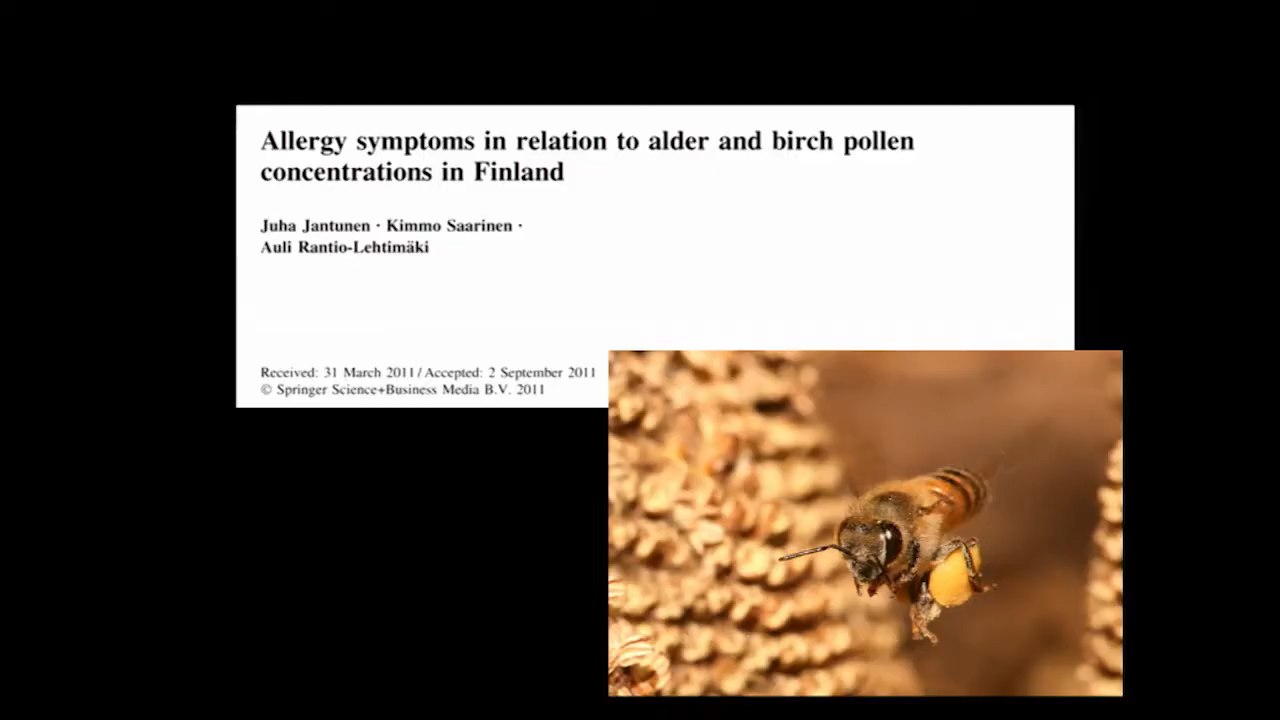 Allergy symptoms in relation to alder and birch pollen
concentrations in Finland
Juha Jantunen · Kimmo Saarinen ·
Auli Rantio-Lehtimäki
Received: 31 March 2011 / Accepted: 2 September 2011
© Springer Science+Business Media B.V. 2011